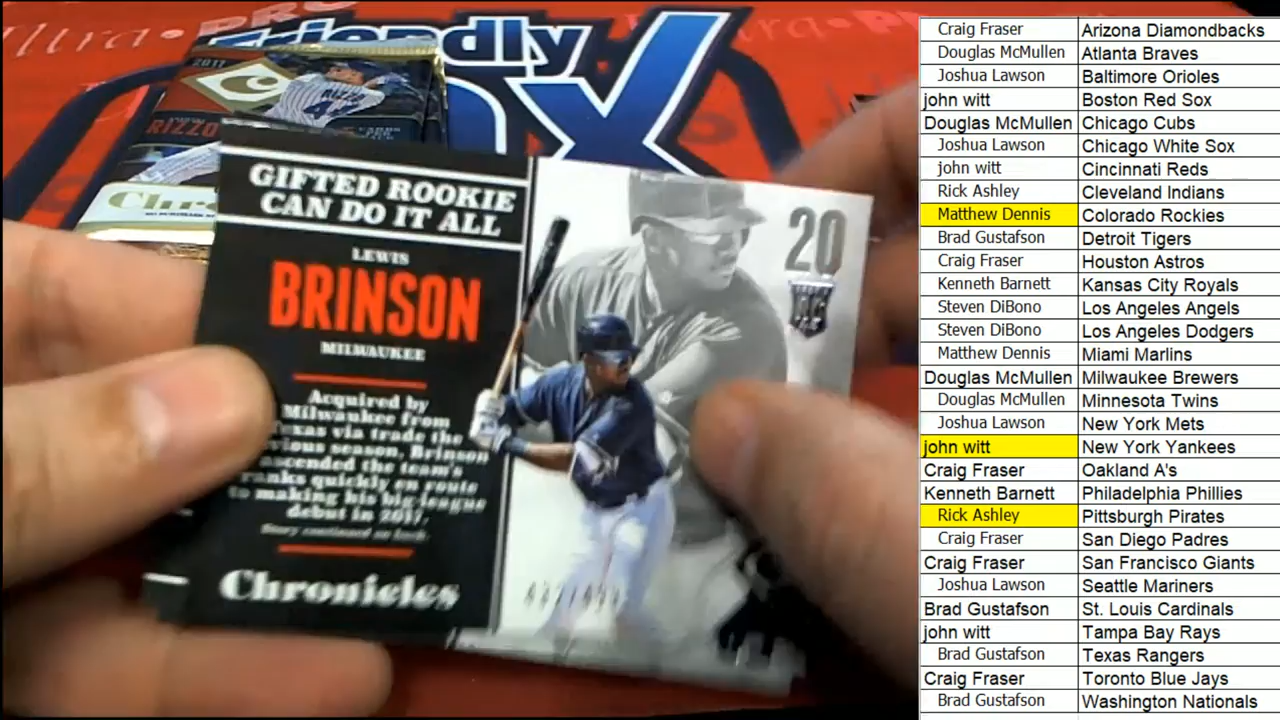 Friendly
OX
2017
C
RIZZO
GIFTED ROOKIE
CAN DO IT ALL
LEWIS
BRINSON
MILWAUKEE
Acquired by
Milwaukee from
Texas via trade the
previous season, Brinson
ascended the team's
ranks quickly en route
to making his big-league
debut in 2017.
Story continued on back.
Chronicles
20
Craig Fraser Arizona Diamondbacks
Douglas McMullen Atlanta Braves
Joshua Lawson Baltimore Orioles
john witt Boston Red Sox
Douglas McMullen Chicago Cubs
Joshua Lawson Chicago White Sox
john witt Cincinnati Reds
Rick Ashley Cleveland Indians
Matthew Dennis Colorado Rockies
Brad Gustafson Detroit Tigers
Craig Fraser Houston Astros
Kenneth Barnett Kansas City Royals
Steven DiBono Los Angeles Angels
Steven DiBono Los Angeles Dodgers
Matthew Dennis Miami Marlins
Douglas McMullen Milwaukee Brewers
Douglas McMullen Minnesota Twins
Joshua Lawson New York Mets
john witt New York Yankees
Craig Fraser Oakland A's
Kenneth Barnett Philadelphia Phillies
Rick Ashley Pittsburgh Pirates
Craig Fraser San Diego Padres
Craig Fraser San Francisco Giants
Joshua Lawson Seattle Mariners
Brad Gustafson St. Louis Cardinals
john witt Tampa Bay Rays
Brad Gustafson Texas Rangers
Craig Fraser Toronto Blue Jays
Brad Gustafson Washington Nationals